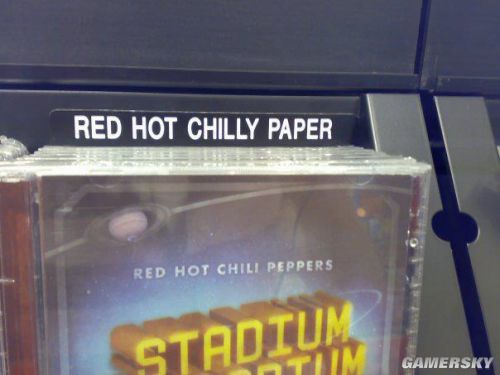 RED HOT CHILLY PAPER
RED HOT CHILI PEPPERS
STADIUM
GAMERSKY